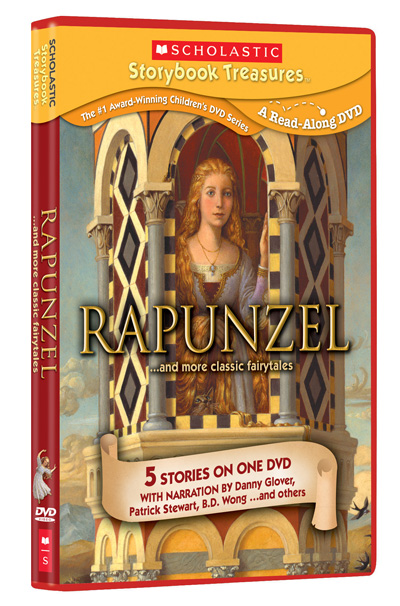 SCHOLASTIC
Storybook Treasures™
The #1 Award-Winning Children's DVD Series
A Read-Along DVD
RAPUNZEL
...and more classic fairytales
5 STORIES ON ONE DVD
WITH NARRATION BY Danny Glover,
Patrick Stewart, B.D. Wong ...and others
SCHOLASTIC
Storybook
Treasures
RAPUNZEL
...and more classic fairytales
DVD
S